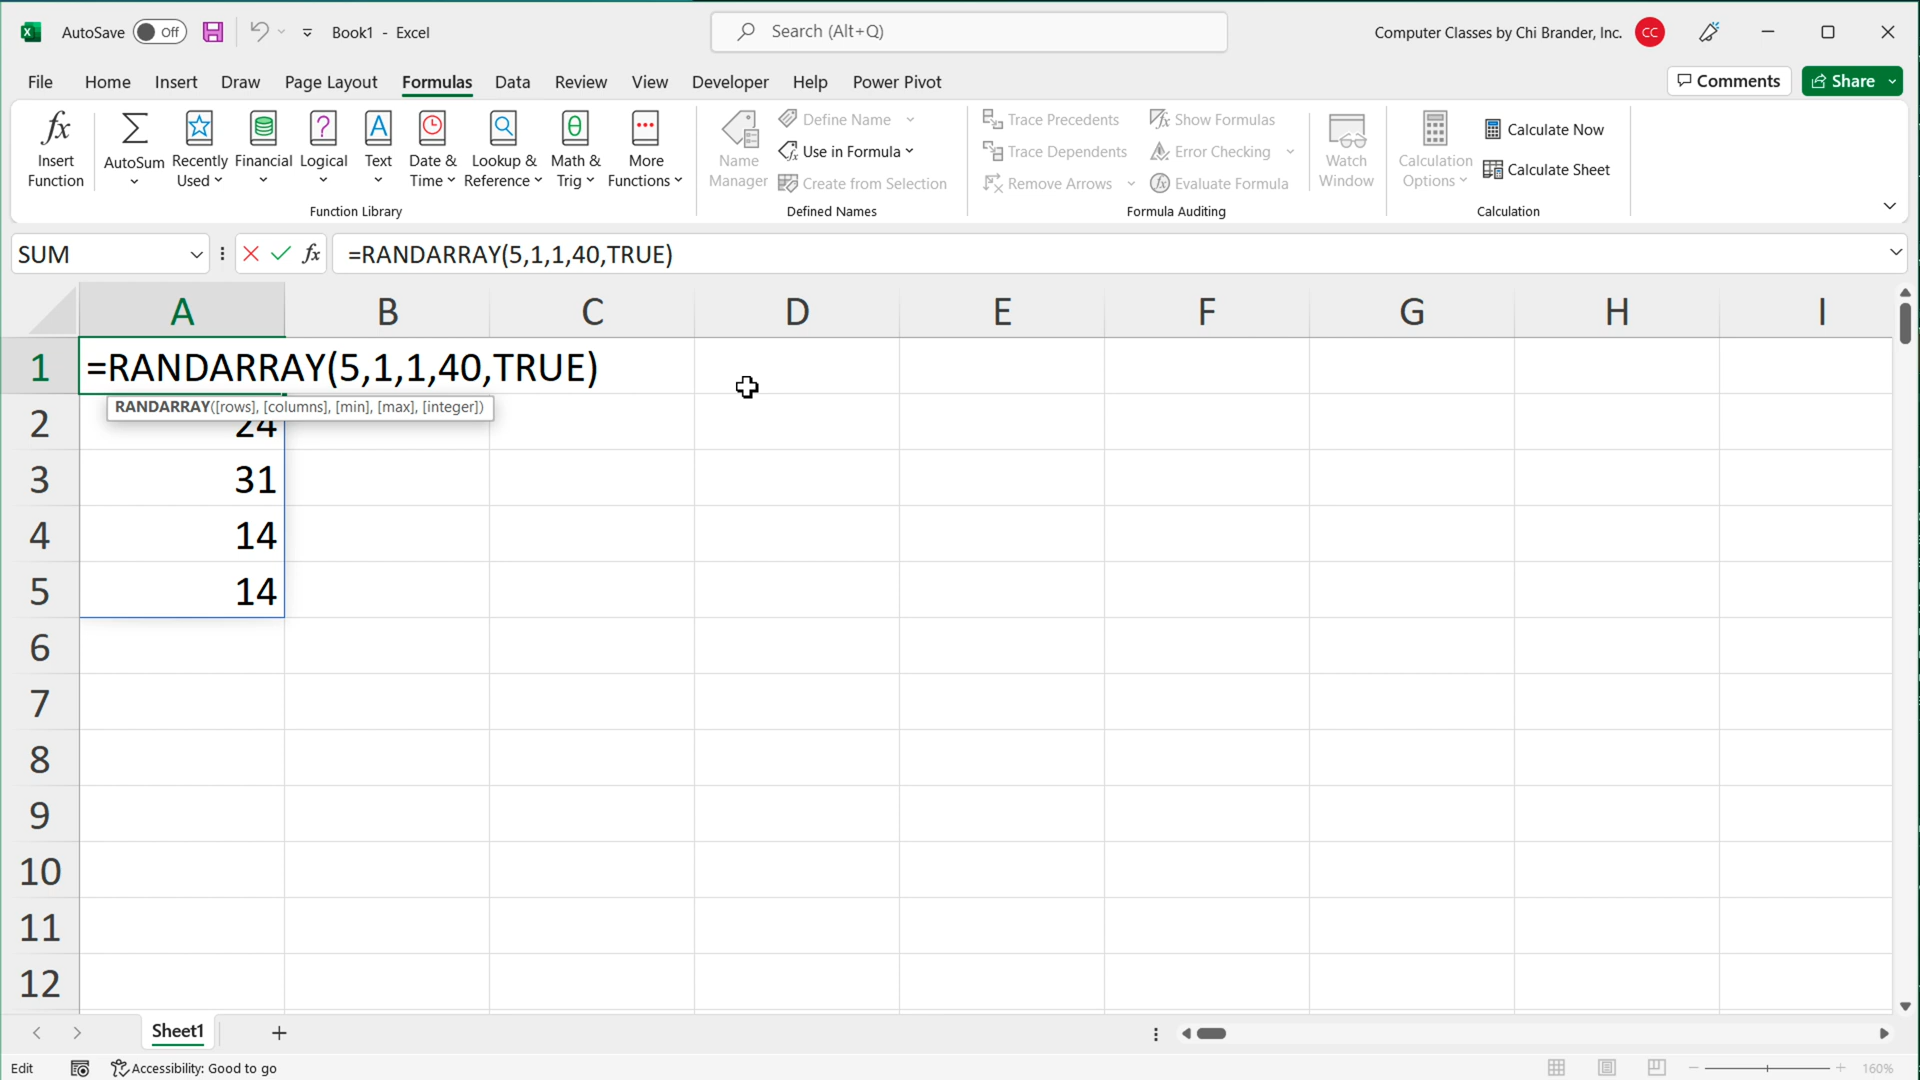 AutoSave Off Book1 - Excel Search (Alt+Q) Computer Classes by Chi Brander, Inc. CC
File Home Insert Draw Page Layout Formulas Data Review View Developer Help Power Pivot Comments Share
Insert Function
AutoSum
Recently Used
Financial
Logical
Text
Date & Time
Lookup & Reference
Math & Trig
More Functions
Function Library
Name Manager
Define Name
Use in Formula
Create from Selection
Defined Names
Trace Precedents
Trace Dependents
Remove Arrows
Show Formulas
Error Checking
Evaluate Formula
Formula Auditing
Watch Window
Calculation Options
Calculate Now
Calculate Sheet
Calculation
SUM fx =RANDARRAY(5,1,1,40,TRUE)
A B C D E F G H I
1 =RANDARRAY(5,1,1,40,TRUE)
RANDARRAY([rows], [columns], [min], [max], [integer])
2 24
3 31
4 14
5 14
6
7
8
9
10
11
12
Sheet1
Edit Accessibility: Good to go 160%